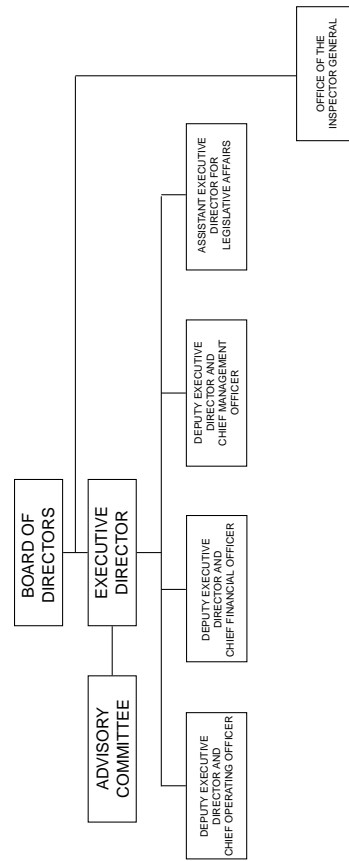 BOARD OF
DIRECTORS
EXECUTIVE
DIRECTOR
ADVISORY
COMMITTEE
DEPUTY EXECUTIVE
DIRECTOR AND
CHIEF OPERATING OFFICER
DEPUTY EXECUTIVE
DIRECTOR AND
CHIEF FINANCIAL OFFICER
DEPUTY EXECUTIVE
DIRECTOR AND
CHIEF MANAGEMENT
OFFICER
ASSISTANT EXECUTIVE
DIRECTOR FOR
LEGISLATIVE AFFAIRS
OFFICE OF THE
INSPECTOR GENERAL